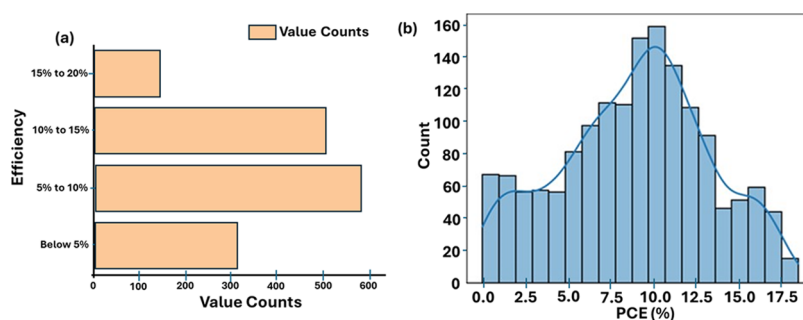 (a)
Value Counts
15% to 20%
10% to 15%
5% to 10%
Below 5%
Efficiency
0 100 200 300 400 500 600
Value Counts
(b)
160
140
120
100
80
60
40
20
0
Count
0.0 2.5 5.0 7.5 10.0 12.5 15.0 17.5
PCE (%)